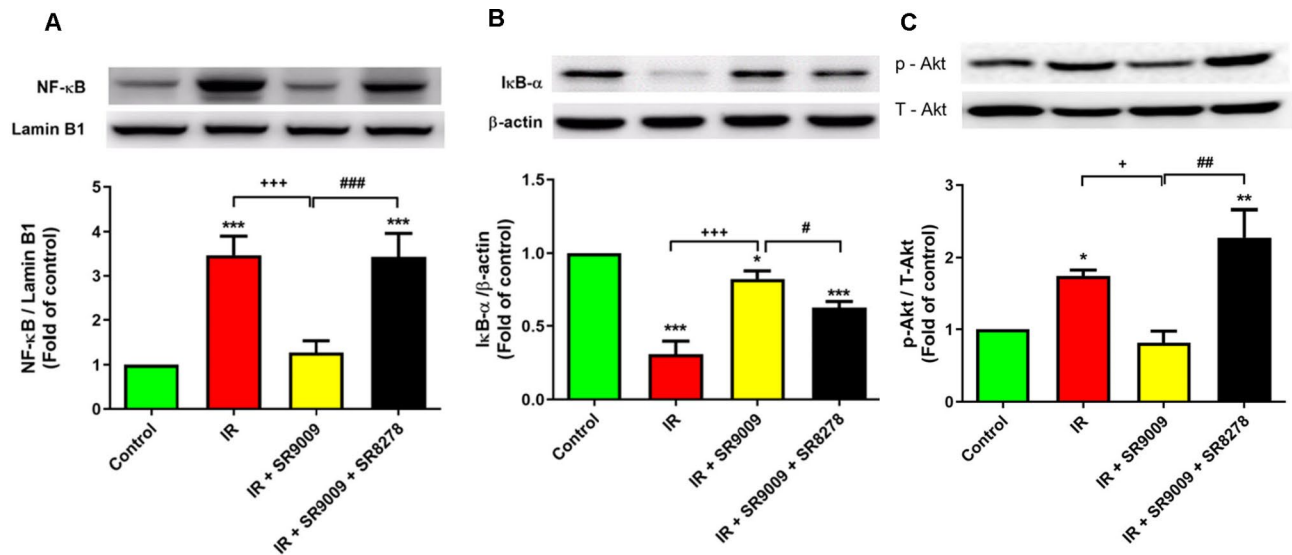 A
NF-κB
Lamin B1
NF-κB / Lamin B1
(Fold of control)
5
4
3
2
1
0
+++
###
***
***
Control
IR
IR + SR9009
IR + SR9009 + SR8278
B
IκB-α
β-actin
IκB-α /β-actin
(Fold of control)
1.5
1.0
0.5
0.0
+++
#
***
*
***
Control
IR
IR + SR9009
IR + SR9009 + SR8278
C
p - Akt
T - Akt
p-Akt / T-Akt
(Fold of control)
3
2
1
0
+
##
*
**
Control
IR
IR + SR9009
IR + SR9009 + SR8278